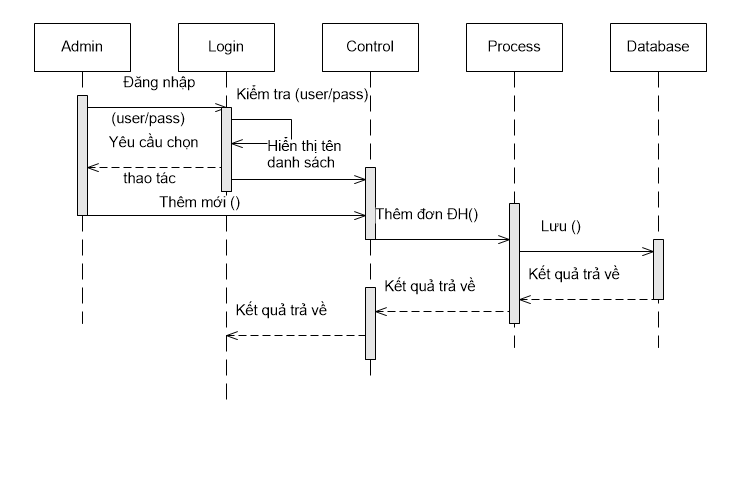 Admin
Login
Control
Process
Database
Đăng nhập
Kiểm tra (user/pass)
(user/pass)
Yêu cầu chọn
Hiển thị tên
danh sách
thao tác
Thêm mới ()
Thêm đơn ĐH()
Lưu ()
Kết quả trả về
Kết quả trả về
Kết quả trả về